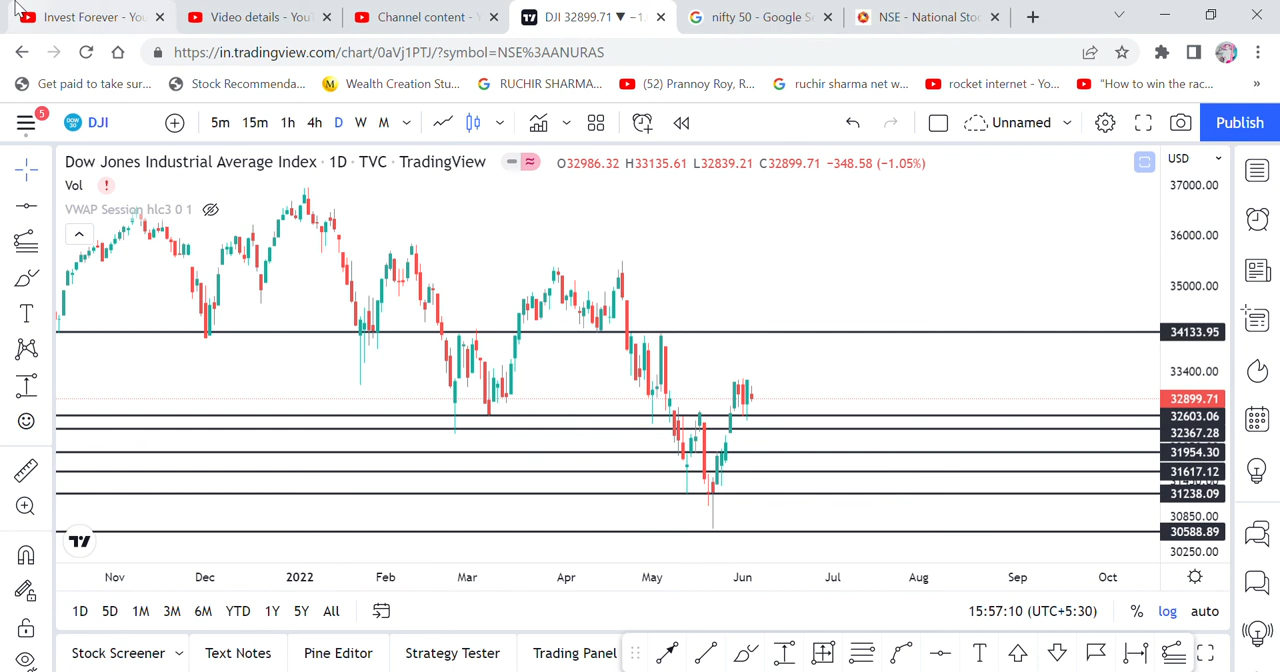 Invest Forever - You
Video details - You
Channel content - Y
DJI 32899.71 ▼ −1.
nifty 50 - Google Se
NSE - National Stoc
https://in.tradingview.com/chart/0aVj1PTJ/?symbol=NSE%3AANURAS
Get paid to take sur...
Stock Recommenda...
Wealth Creation Stu...
RUCHIR SHARMA...
(52) Prannoy Roy, R...
ruchir sharma net w...
rocket internet - Yo...
"How to win the rac...
»
5
DJI
5m 15m 1h 4h D W M
Unnamed
Publish
Dow Jones Industrial Average Index · 1D · TVC · TradingView
O32986.32 H33135.61 L32839.21 C32899.71 −348.58 (−1.05%)
USD
Vol
VWAP Session hlc3 0 1
37000.00
36000.00
35000.00
34133.95
33400.00
32899.71
32603.06
32367.28
31954.30
31617.12
31238.09
30850.00
30588.89
30250.00
Nov Dec 2022 Feb Mar Apr May Jun Jul Aug Sep Oct
1D 5D 1M 3M 6M YTD 1Y 5Y All
15:57:10 (UTC+5:30) % log auto
Stock Screener Text Notes Pine Editor Strategy Tester Trading Panel